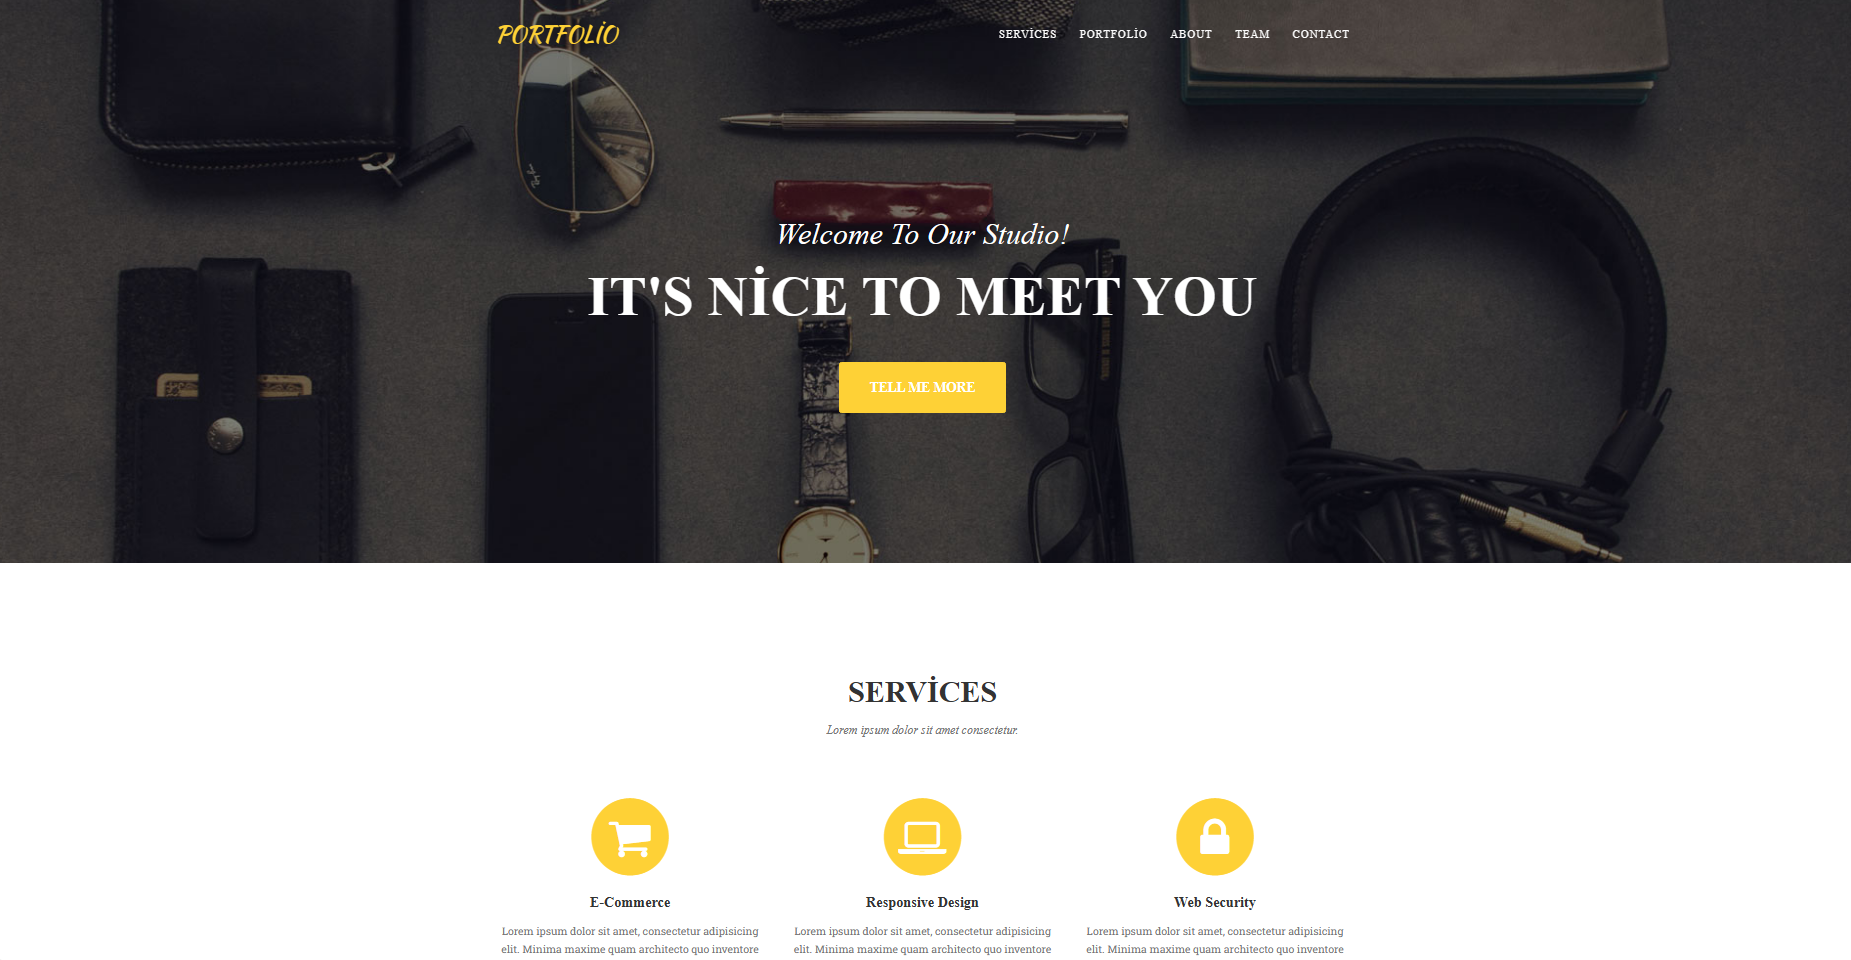 PORTFOLİO
SERVİCES PORTFOLİO ABOUT TEAM CONTACT
Ray-Ban
Welcome To Our Studio!
IT'S NİCE TO MEET YOU
TELL ME MORE
SERVİCES
Lorem ipsum dolor sit amet consectetur.
E-Commerce
Lorem ipsum dolor sit amet, consectetur adipisicing
elit. Minima maxime quam architecto quo inventore
Responsive Design
Lorem ipsum dolor sit amet, consectetur adipisicing
elit. Minima maxime quam architecto quo inventore
Web Security
Lorem ipsum dolor sit amet, consectetur adipisicing
elit. Minima maxime quam architecto quo inventore